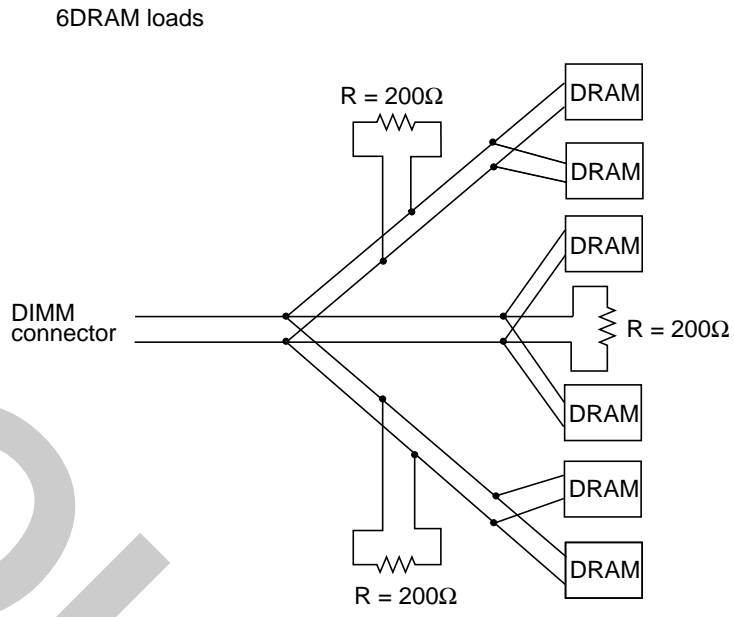 6DRAM loads
R = 200Ω
DRAM
DRAM
DRAM
DIMM
connector
R = 200Ω
DRAM
DRAM
DRAM
R = 200Ω